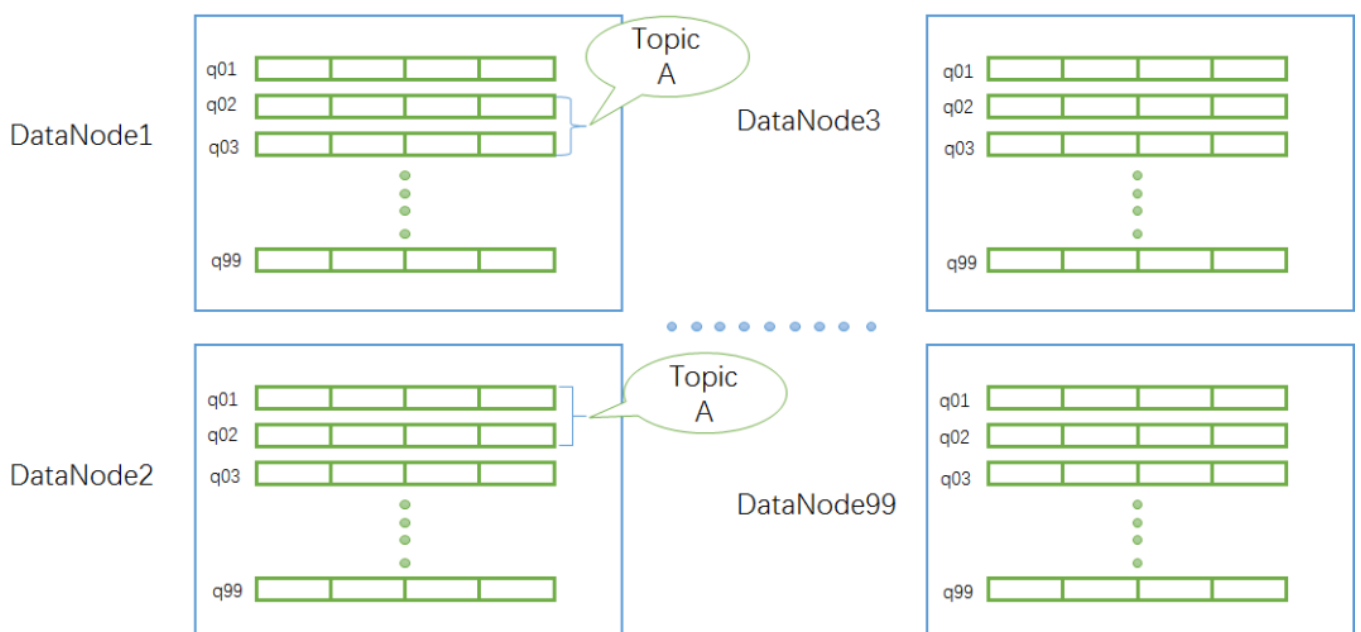 DataNode1
q01
q02
q03
q99
Topic
A
DataNode3
q01
q02
q03
q99
DataNode2
q01
q02
q03
q99
Topic
A
DataNode99
q01
q02
q03
q99